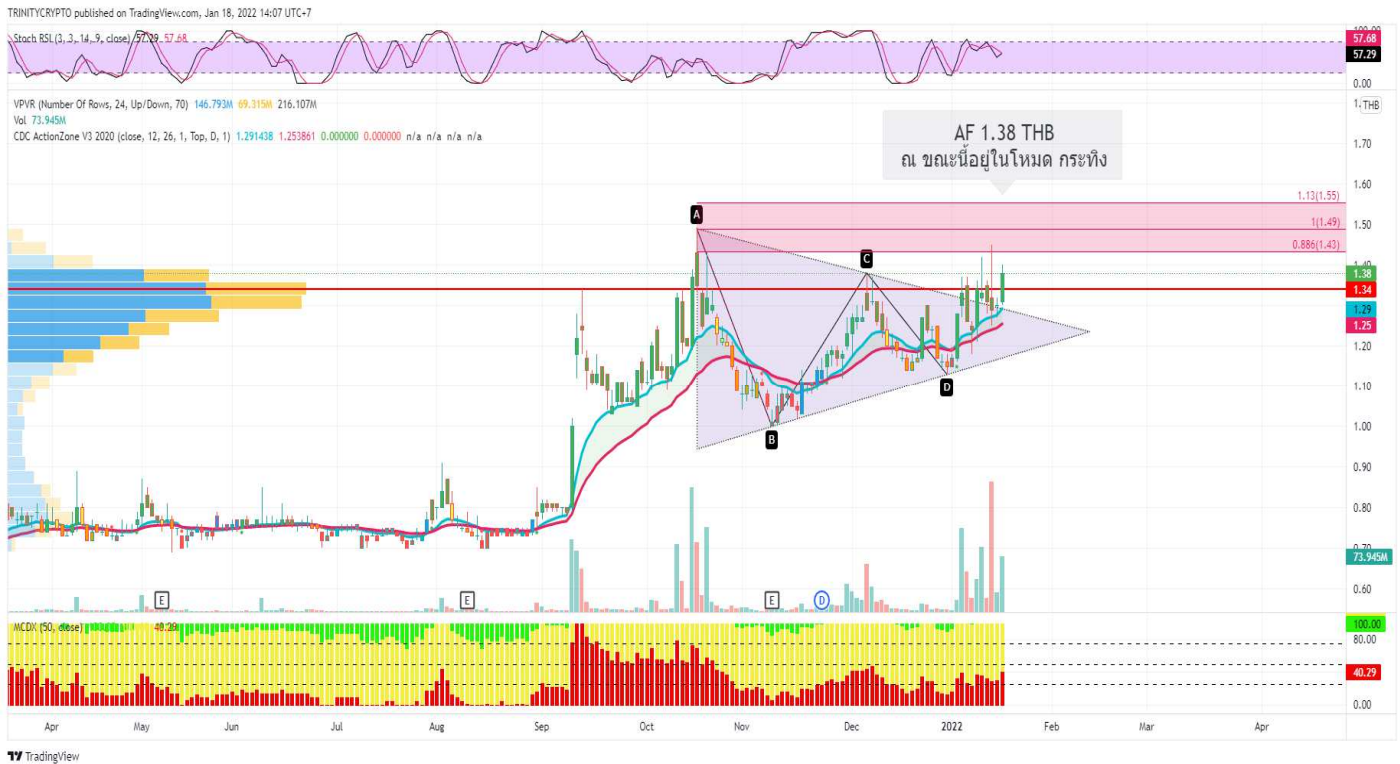 TRINITYCRYPTO published on TradingView.com, Jan 18, 2022 14:07 UTC+7
Stoch RSI (3, 3, 14, 9, close) 57.29 57.68
57.68
57.29
0.00
VPVR (Number Of Rows, 24, Up/Down, 70) 146.793M 69.315M 216.107M
Vol 73.945M
CDC ActionZone V3 2020 (close, 12, 26, 1, Top, D, 1) 1.291438 1.253861 0.000000 0.000000 n/a n/a n/a n/a
THB
AF 1.38 THB
ณ ขณะนี้อยู่ในโหมด กระทิง
1.70
1.60
1.13(1.55)
A
1.50
1(1.49)
0.886(1.43)
C
1.40
1.38
1.34
1.29
1.25
1.20
D
1.10
B
1.00
0.90
0.80
0.70
73.945M
0.60
E
E
E
D
MCDX (50, close) 40.29
100.00
80.00
40.29
0.00
Apr May Jun Jul Aug Sep Oct Nov Dec 2022 Feb Mar Apr
TradingView